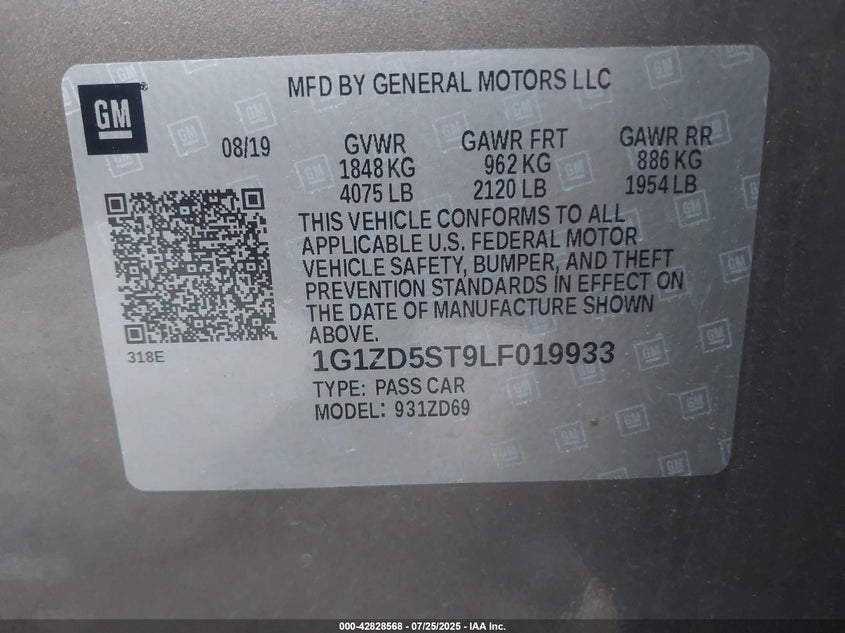 MFD BY GENERAL MOTORS LLC
GM
®
08/19
GVWR GAWR FRT GAWR RR
1848 KG 962 KG 886 KG
4075 LB 2120 LB 1954 LB
THIS VEHICLE CONFORMS TO ALL
APPLICABLE U.S. FEDERAL MOTOR
VEHICLE SAFETY, BUMPER, AND THEFT
PREVENTION STANDARDS IN EFFECT ON
THE DATE OF MANUFACTURE SHOWN
ABOVE.
318E
1G1ZD5ST9LF019933
TYPE: PASS CAR
MODEL: 931ZD69
000-42828568 - 07/25/2025 - IAA Inc.